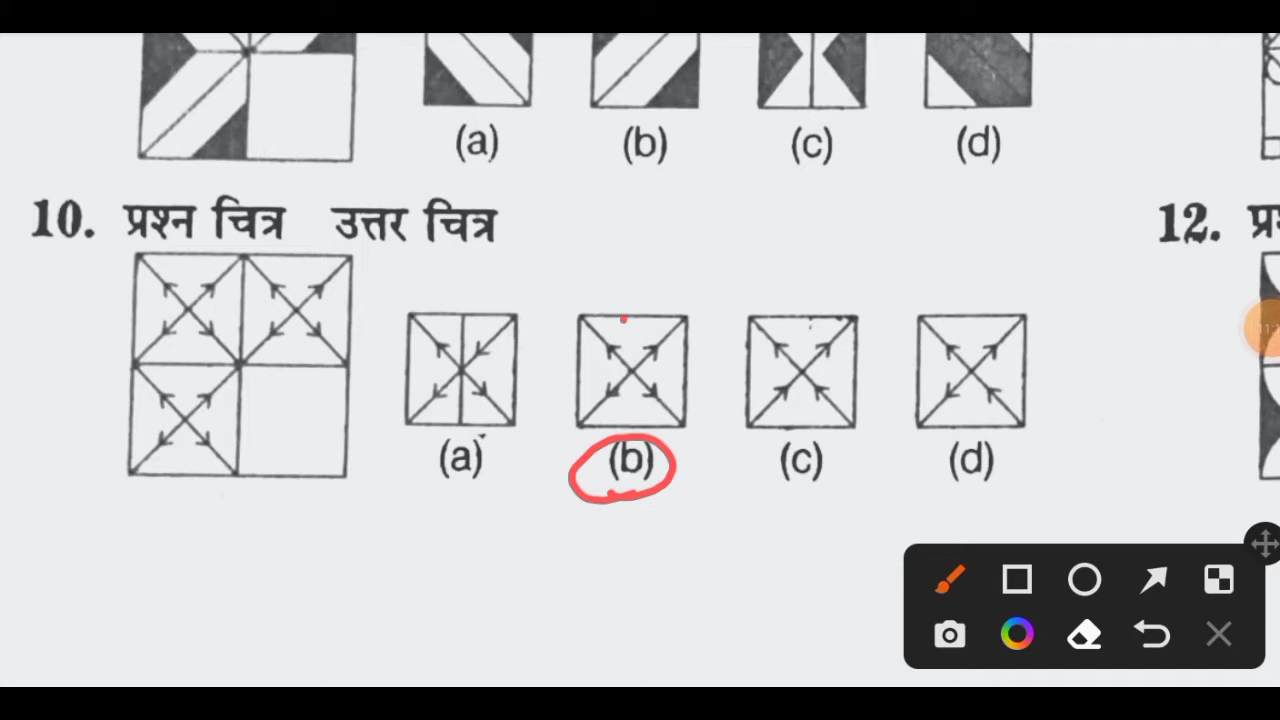 (a) (b) (c) (d)
10. प्रश्न चित्र उत्तर चित्र
12.
(a) (b) (c) (d)